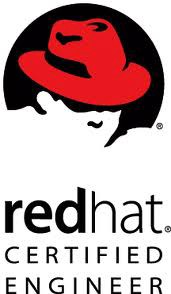 ®
redhat®
CERTIFIED
ENGINEER